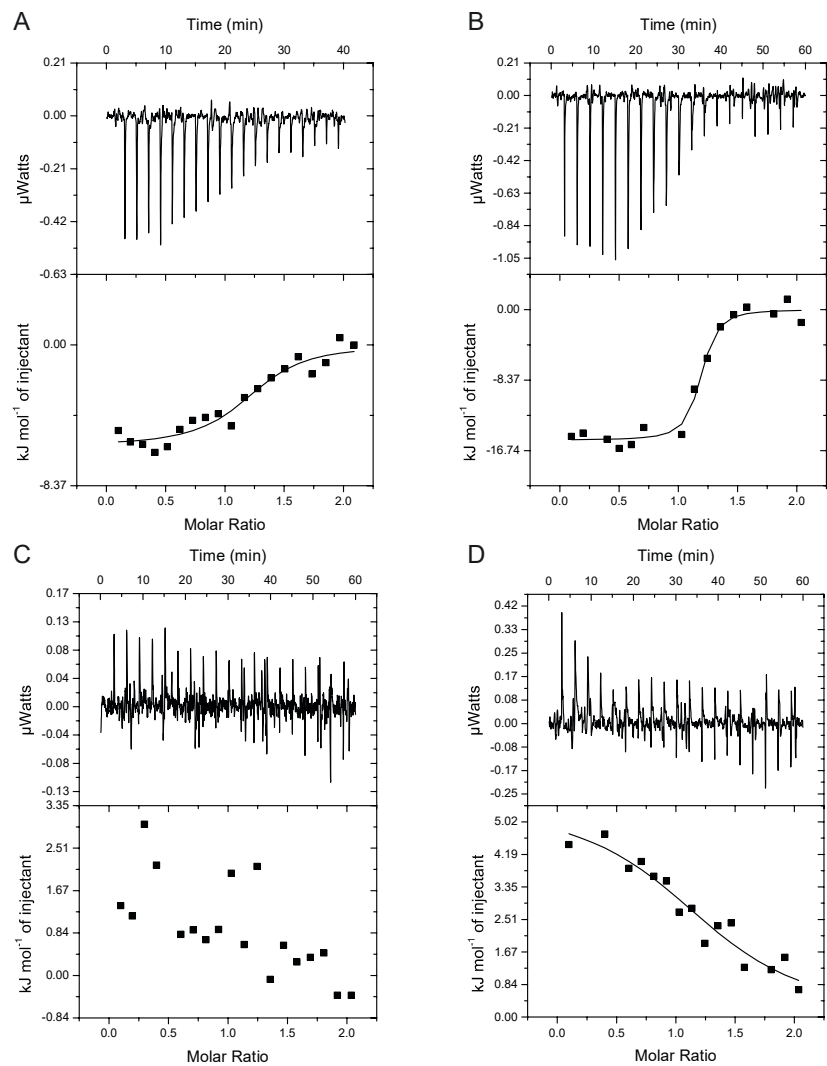 A
Time (min)
0 10 20 30 40
0.21
0.00
-0.21
-0.42
-0.63
µWatts
0.00
-8.37
kJ mol⁻¹ of injectant
0.0 0.5 1.0 1.5 2.0
Molar Ratio
B
Time (min)
0 10 20 30 40 50 60
0.21
0.00
-0.21
-0.42
-0.63
-0.84
-1.05
µWatts
0.00
-8.37
-16.74
kJ mol⁻¹ of injectant
0.0 0.5 1.0 1.5 2.0
Molar Ratio
C
Time (min)
0 10 20 30 40 50 60
0.17
0.13
0.08
0.04
0.00
-0.04
-0.08
-0.13
µWatts
3.35
2.51
1.67
0.84
0.00
-0.84
kJ mol⁻¹ of injectant
0.0 0.5 1.0 1.5 2.0
Molar Ratio
D
Time (min)
0 10 20 30 40 50 60
0.42
0.33
0.25
0.17
0.08
0.00
-0.08
-0.17
-0.25
µWatts
5.02
4.19
3.35
2.51
1.67
0.84
0.00
kJ mol⁻¹ of injectant
0.0 0.5 1.0 1.5 2.0
Molar Ratio